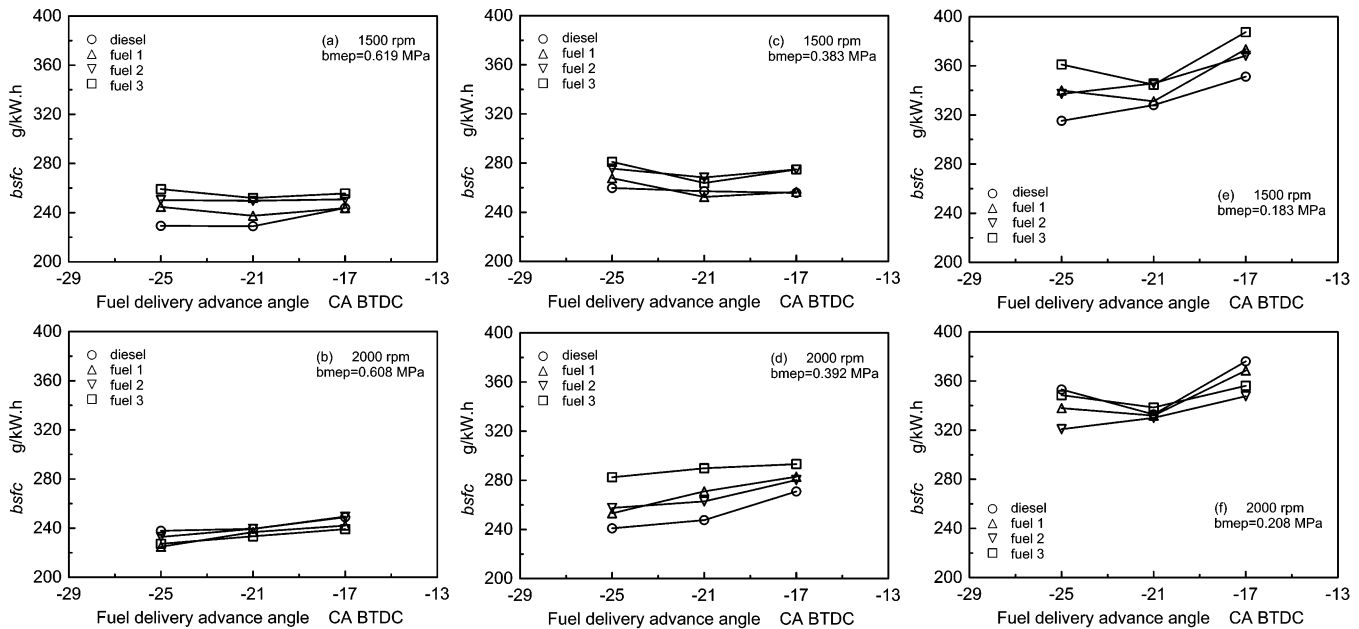 400
360
320
280
240
200
bsfc g/kW.h
diesel
fuel 1
fuel 2
fuel 3
(a) 1500 rpm
bmep=0.619 MPa
-29 -25 -21 -17 -13
Fuel delivery advance angle CA BTDC
400
360
320
280
240
200
bsfc g/kW.h
diesel
fuel 1
fuel 2
fuel 3
(c) 1500 rpm
bmep=0.383 MPa
-29 -25 -21 -17 -13
Fuel delivery advance angle CA BTDC
400
360
320
280
240
200
bsfc g/kW.h
diesel
fuel 1
fuel 2
fuel 3
(e) 1500 rpm
bmep=0.183 MPa
-29 -25 -21 -17 -13
Fuel delivery advance angle CA BTDC
400
360
320
280
240
200
bsfc g/kW.h
diesel
fuel 1
fuel 2
fuel 3
(b) 2000 rpm
bmep=0.608 MPa
-29 -25 -21 -17 -13
Fuel delivery advance angle CA BTDC
400
360
320
280
240
200
bsfc g/kW.h
diesel
fuel 1
fuel 2
fuel 3
(d) 2000 rpm
bmep=0.392 MPa
-29 -25 -21 -17 -13
Fuel delivery advance angle CA BTDC
400
360
320
280
240
200
bsfc g/kW.h
diesel
fuel 1
fuel 2
fuel 3
(f) 2000 rpm
bmep=0.208 MPa
-29 -25 -21 -17 -13
Fuel delivery advance angle CA BTDC